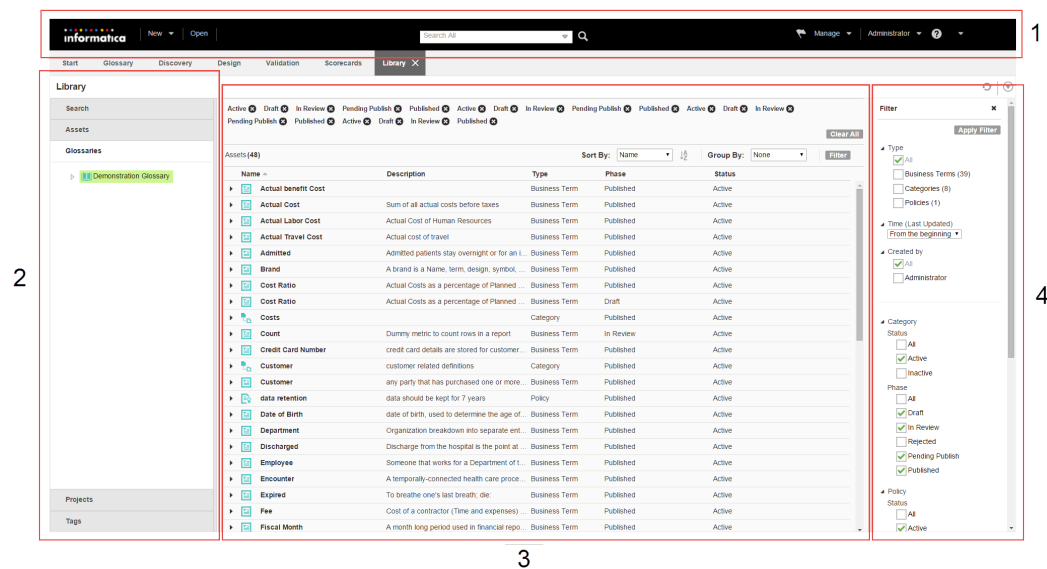 1
informatica New Open Search All Manage Administrator ?
Start Glossary Discovery Design Validation Scorecards Library
2
Library
Search
Assets
Glossaries
Demonstration Glossary
Projects
Tags
3
Active Draft In Review Pending Publish Published Active Draft In Review Pending Publish Published Active Draft In Review
Pending Publish Published Active Draft In Review Published
Clear All
Assets (48) Sort By: Name Group By: None Filter
Name Description Type Phase Status
Actual benefit Cost Business Term Published Active
Actual Cost Sum of all actual costs before taxes Business Term Published Active
Actual Labor Cost Actual Cost of Human Resources Business Term Published Active
Actual Travel Cost Actual cost of travel Business Term Published Active
Admitted Admitted patients stay overnight or for an i... Business Term Published Active
Brand A brand is a Name, term, design, symbol, ... Business Term Published Active
Cost Ratio Actual Costs as a percentage of Planned ... Business Term Published Active
Cost Ratio Actual Costs as a percentage of Planned ... Business Term Draft Active
Costs Category Published Active
Count Dummy metric to count rows in a report Business Term In Review Active
Credit Card Number credit card details are stored for customer... Business Term Published Active
Customer customer related definitions Category Published Active
Customer any party that has purchased one or more... Business Term Published Active
data retention data should be kept for 7 years Policy Published Active
Date of Birth date of birth, used to determine the age of... Business Term Published Active
Department Organization breakdown into separate ent... Business Term Published Active
Discharged Discharge from the hospital is the point at ... Business Term Published Active
Employee Someone that works for a Department of t... Business Term Published Active
Encounter A temporally-connected health care proce... Business Term Published Active
Expired To breathe one's last breath; die: Business Term Published Active
Fee Cost of a contractor (Time and expenses) ... Business Term Published Active
Fiscal Month A month long period used in financial repo... Business Term Published Active
4
Filter
Apply Filter
Type
All
Business Terms (39)
Categories (8)
Policies (1)
Time (Last Updated)
From the beginning
Created by
All
Administrator
Category
Status
All
Active
Inactive
Phase
All
Draft
In Review
Rejected
Pending Publish
Published
Policy
Status
All
Active